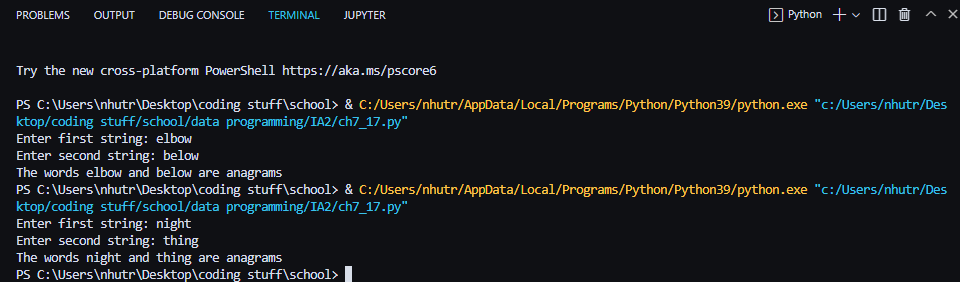 PROBLEMS OUTPUT DEBUG CONSOLE TERMINAL JUPYTER Python
Try the new cross-platform PowerShell https://aka.ms/pscore6
PS C:\Users\nhutr\Desktop\coding stuff\school> & C:/Users/nhutr/AppData/Local/Programs/Python/Python39/python.exe "c:/Users/nhutr/Des
ktop/coding stuff/school/data programming/IA2/ch7_17.py"
Enter first string: elbow
Enter second string: below
The words elbow and below are anagrams
PS C:\Users\nhutr\Desktop\coding stuff\school> & C:/Users/nhutr/AppData/Local/Programs/Python/Python39/python.exe "c:/Users/nhutr/Des
ktop/coding stuff/school/data programming/IA2/ch7_17.py"
Enter first string: night
Enter second string: thing
The words night and thing are anagrams
PS C:\Users\nhutr\Desktop\coding stuff\school>